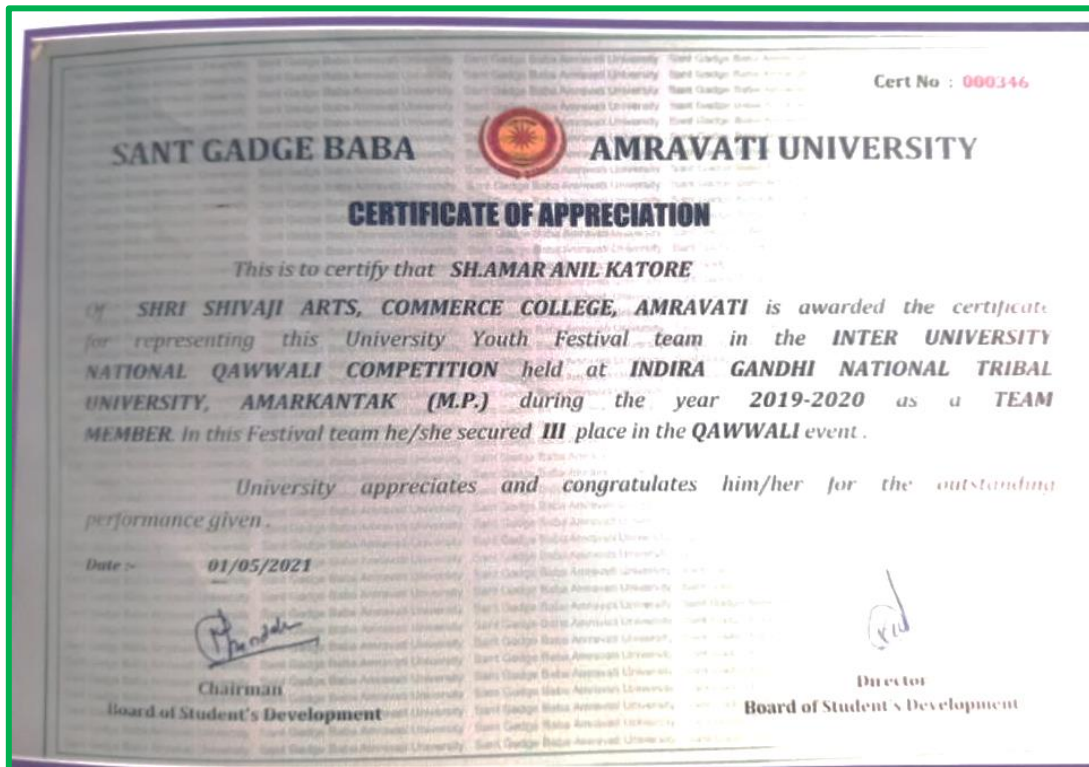 Cert No : 000346
SANT GADGE BABA AMRAVATI UNIVERSITY
CERTIFICATE OF APPRECIATION
This is to certify that SH.AMAR ANIL KATORE
Of SHRI SHIVAJI ARTS, COMMERCE COLLEGE, AMRAVATI is awarded the certificate
for representing this University Youth Festival team in the INTER UNIVERSITY
NATIONAL QAWWALI COMPETITION held at INDIRA GANDHI NATIONAL TRIBAL
UNIVERSITY, AMARKANTAK (M.P.) during the year 2019-2020 as a TEAM
MEMBER. In this Festival team he/she secured III place in the QAWWALI event .
University appreciates and congratulates him/her for the outstanding
performance given .
Date :- 01/05/2021
Chairman
Board of Student's Development
Director
Board of Student's Development